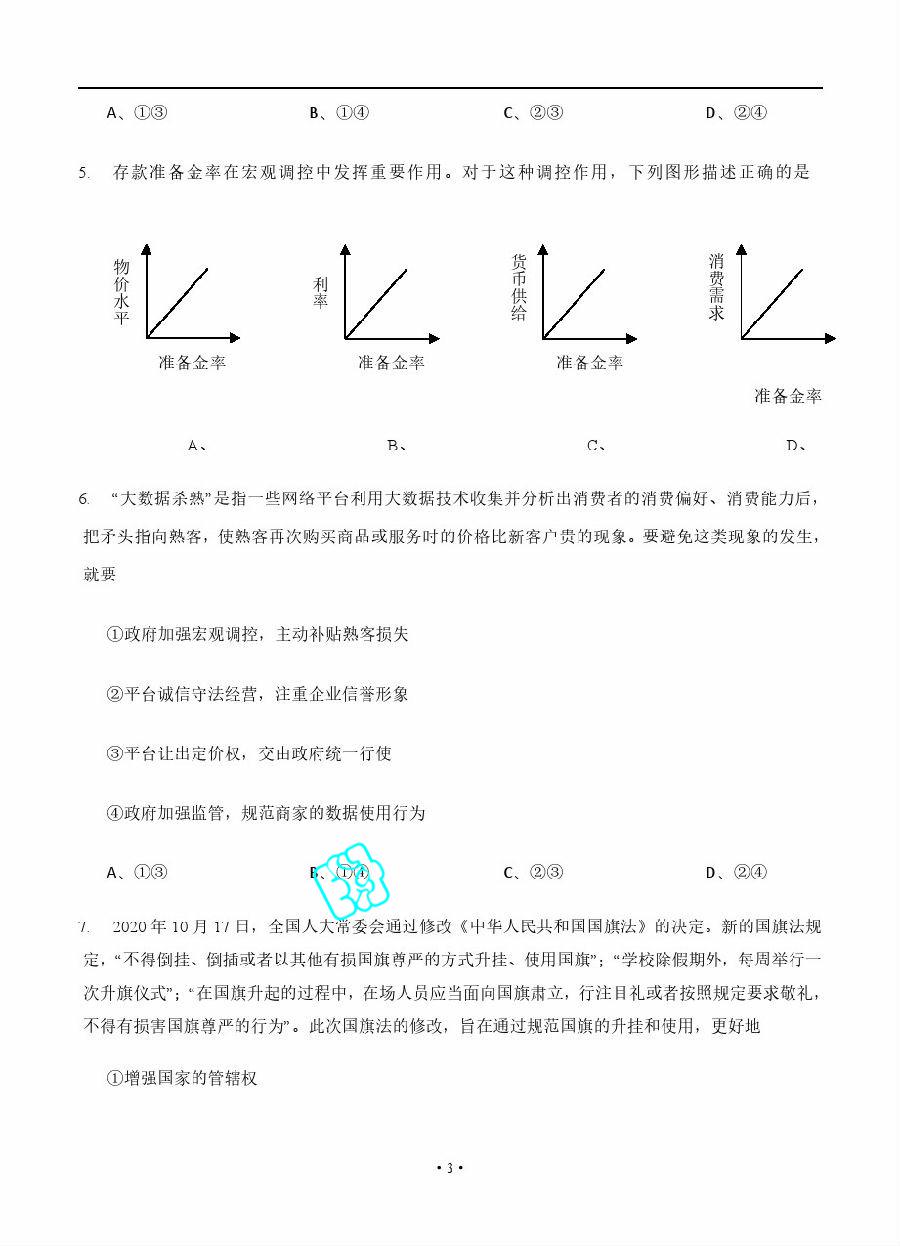 A、①③ B、①④ C、②③ D、②④
5. 存款准备金率在宏观调控中发挥重要作用。对于这种调控作用，下列图形描述正确的是
物价水平 利率 货币供给 消费需求
准备金率 准备金率 准备金率
准备金率
A、 B、 C、 D、
6. “大数据杀熟”是指一些网络平台利用大数据技术收集并分析出消费者的消费偏好、消费能力后，
把矛头指向熟客，使熟客再次购买商品或服务时的价格比新客户贵的现象。要避免这类现象的发生，
就要
①政府加强宏观调控，主动补贴熟客损失
②平台诚信守法经营，注重企业信誉形象
③平台让出定价权，交由政府统一行使
④政府加强监管，规范商家的数据使用行为
A、①③ B、①④ C、②③ D、②④
7. 2020 年 10 月 17 日，全国人大常委会通过修改《中华人民共和国国旗法》的决定。新的国旗法规
定，“不得倒挂、倒插或者以其他有损国旗尊严的方式升挂、使用国旗”；“学校除假期外，每周举行一
次升旗仪式”；“在国旗升起的过程中，在场人员应当面向国旗肃立，行注目礼或者按照规定要求敬礼，
不得有损害国旗尊严的行为”。此次国旗法的修改，旨在通过规范国旗的升挂和使用，更好地
①增强国家的管辖权
• 3 •